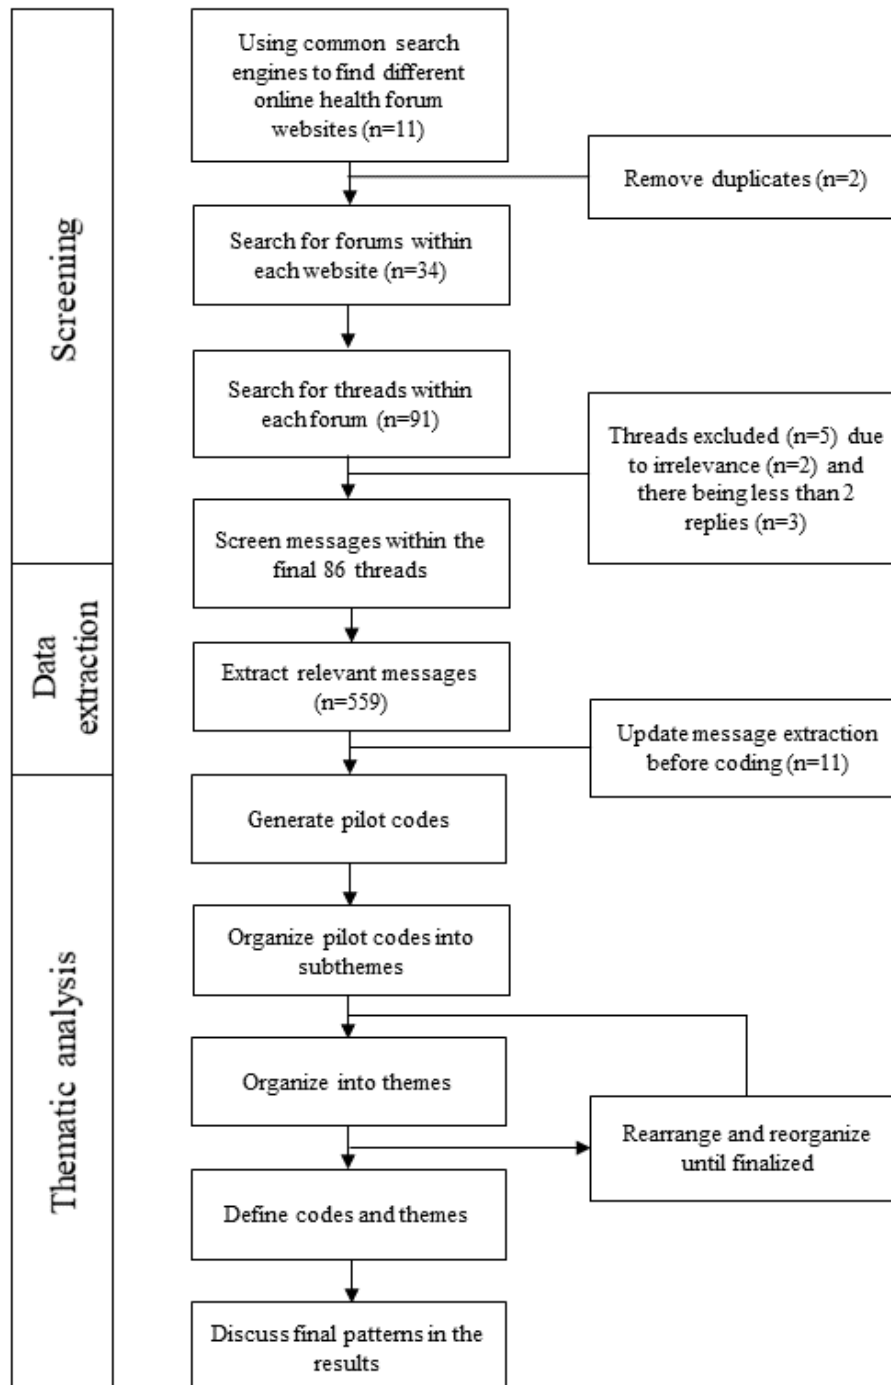 Screening
Using common search
engines to find different
online health forum
websites (n=11)
Remove duplicates (n=2)
Search for forums within
each website (n=34)
Search for threads within
each forum (n=91)
Threads excluded (n=5) due
to irrelevance (n=2) and
there being less than 2
replies (n=3)
Screen messages within the
final 86 threads
Data
extraction
Extract relevant messages
(n=559)
Update message extraction
before coding (n=11)
Thematic analysis
Generate pilot codes
Organize pilot codes into
subthemes
Organize into themes
Rearrange and reorganize
until finalized
Define codes and themes
Discuss final patterns in the
results